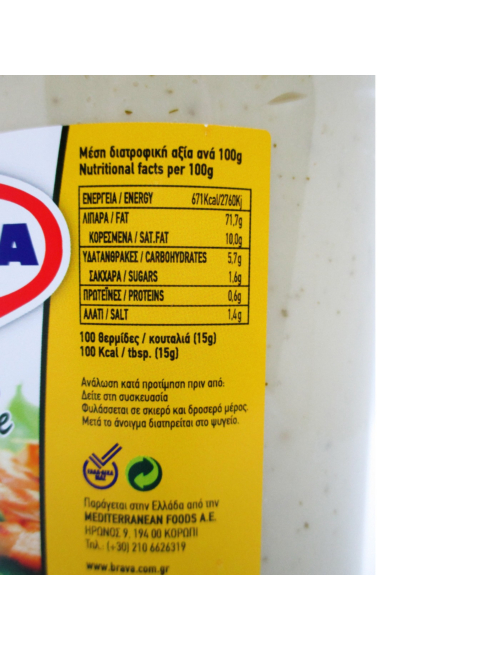 Μέση διατροφική αξία ανά 100g
Nutritional facts per 100g
ΕΝΕΡΓΕΙΑ / ENERGY 671Kcal/2760Kj
ΛΙΠΑΡΑ / FAT 71,7g
ΚΟΡΕΣΜΕΝΑ / SAT.FAT 10,0g
ΥΔΑΤΑΝΘΡΑΚΕΣ / CARBOHYDRATES 5,7g
ΣΑΚΧΑΡΑ / SUGARS 1,6g
ΠΡΩΤΕΪΝΕΣ / PROTEINS 0,6g
ΑΛΑΤΙ / SALT 1,4g
100 θερμίδες / κουταλιά (15g)
100 Kcal / tbsp. (15g)
Ανάλωση κατά προτίμηση πριν από:
Δείτε στη συσκευασία
Φυλάσσεται σε σκιερό και δροσερό μέρος.
Μετά το άνοιγμα διατηρείται στο ψυγείο.
Παράγεται στην Ελλάδα από την
MEDITERRANEAN FOODS A.E.
ΗΡΩΝΟΣ 9, 194 00 ΚΟΡΩΠΙ
Τηλ.: (+30) 210 6626319
www.brava.com.gr